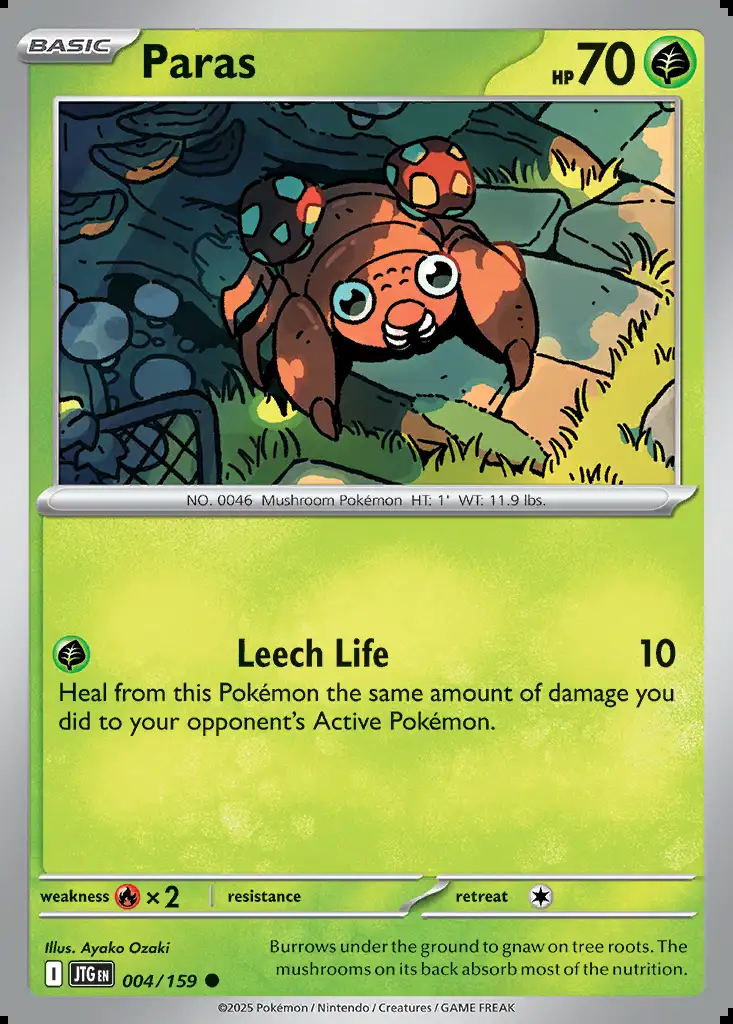 BASIC
Paras
HP 70
NO. 0046 Mushroom Pokémon HT: 1' WT: 11.9 lbs.
Leech Life 10
Heal from this Pokémon the same amount of damage you
did to your opponent's Active Pokémon.
weakness ×2 resistance retreat
Illus. Ayako Ozaki
Burrows under the ground to gnaw on tree roots. The
mushrooms on its back absorb most of the nutrition.
I JTG EN 004/159
©2025 Pokémon / Nintendo / Creatures / GAME FREAK